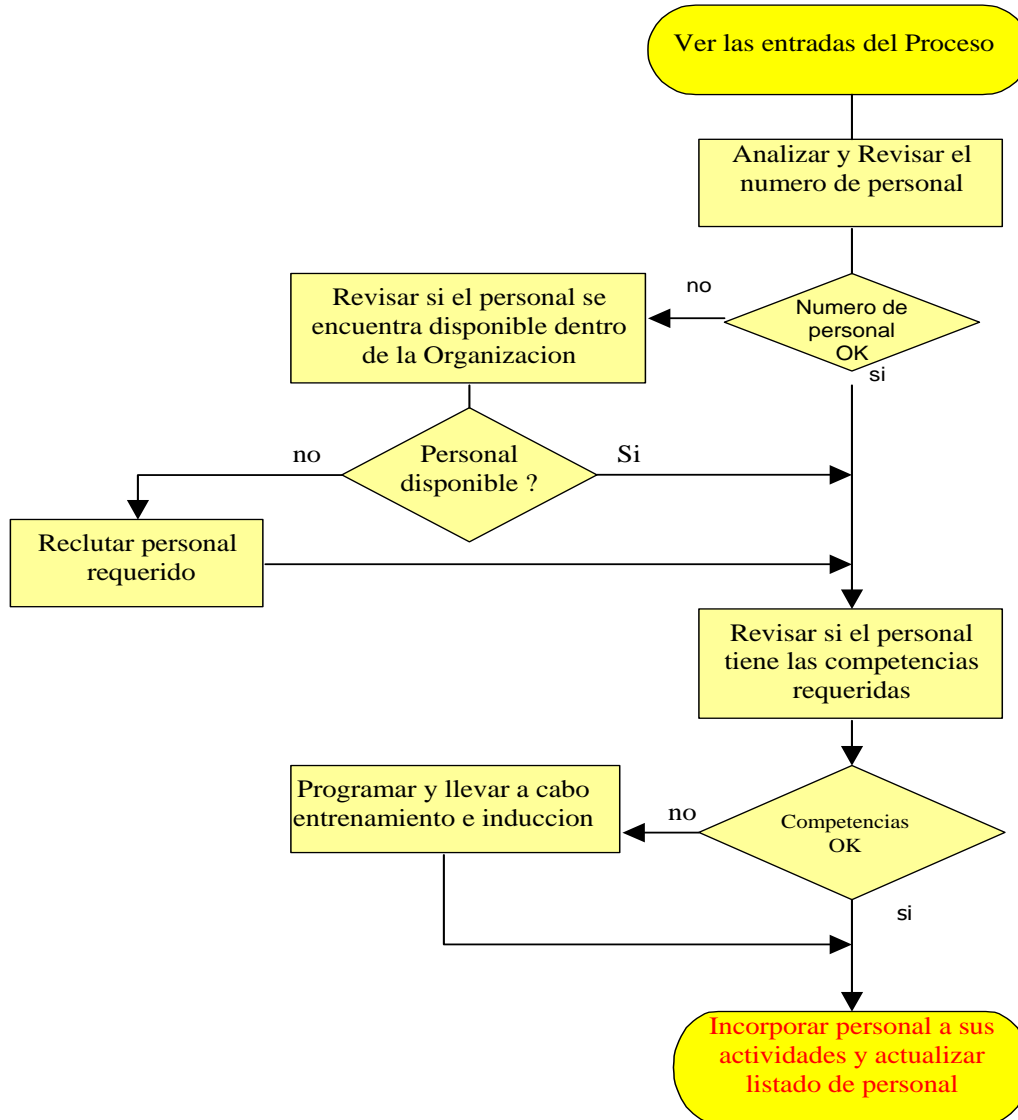 Ver las entradas del Proceso
Analizar y Revisar el
numero de personal
no
Numero de
personal
OK
si
Revisar si el personal se
encuentra disponible dentro
de la Organizacion
no
Personal
disponible ?
Si
Reclutar personal
requerido
Revisar si el personal
tiene las competencias
requeridas
Programar y llevar a cabo
entrenamiento e induccion
no
Competencias
OK
si
Incorporar personal a sus
actividades y actualizar
listado de personal